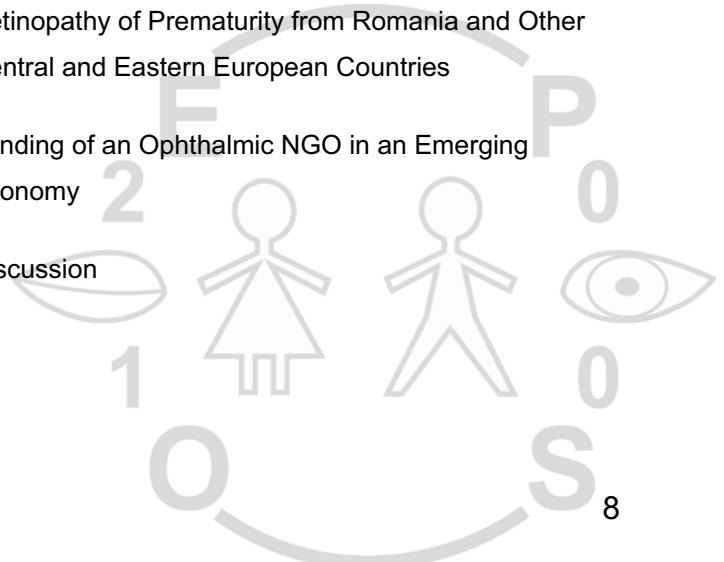 etinopathy of Prematurity from Romania and Other
entral and Eastern European Countries
E P
nding of an Ophthalmic NGO in an Emerging
onomy
2 0
scussion
1 0
O S
8